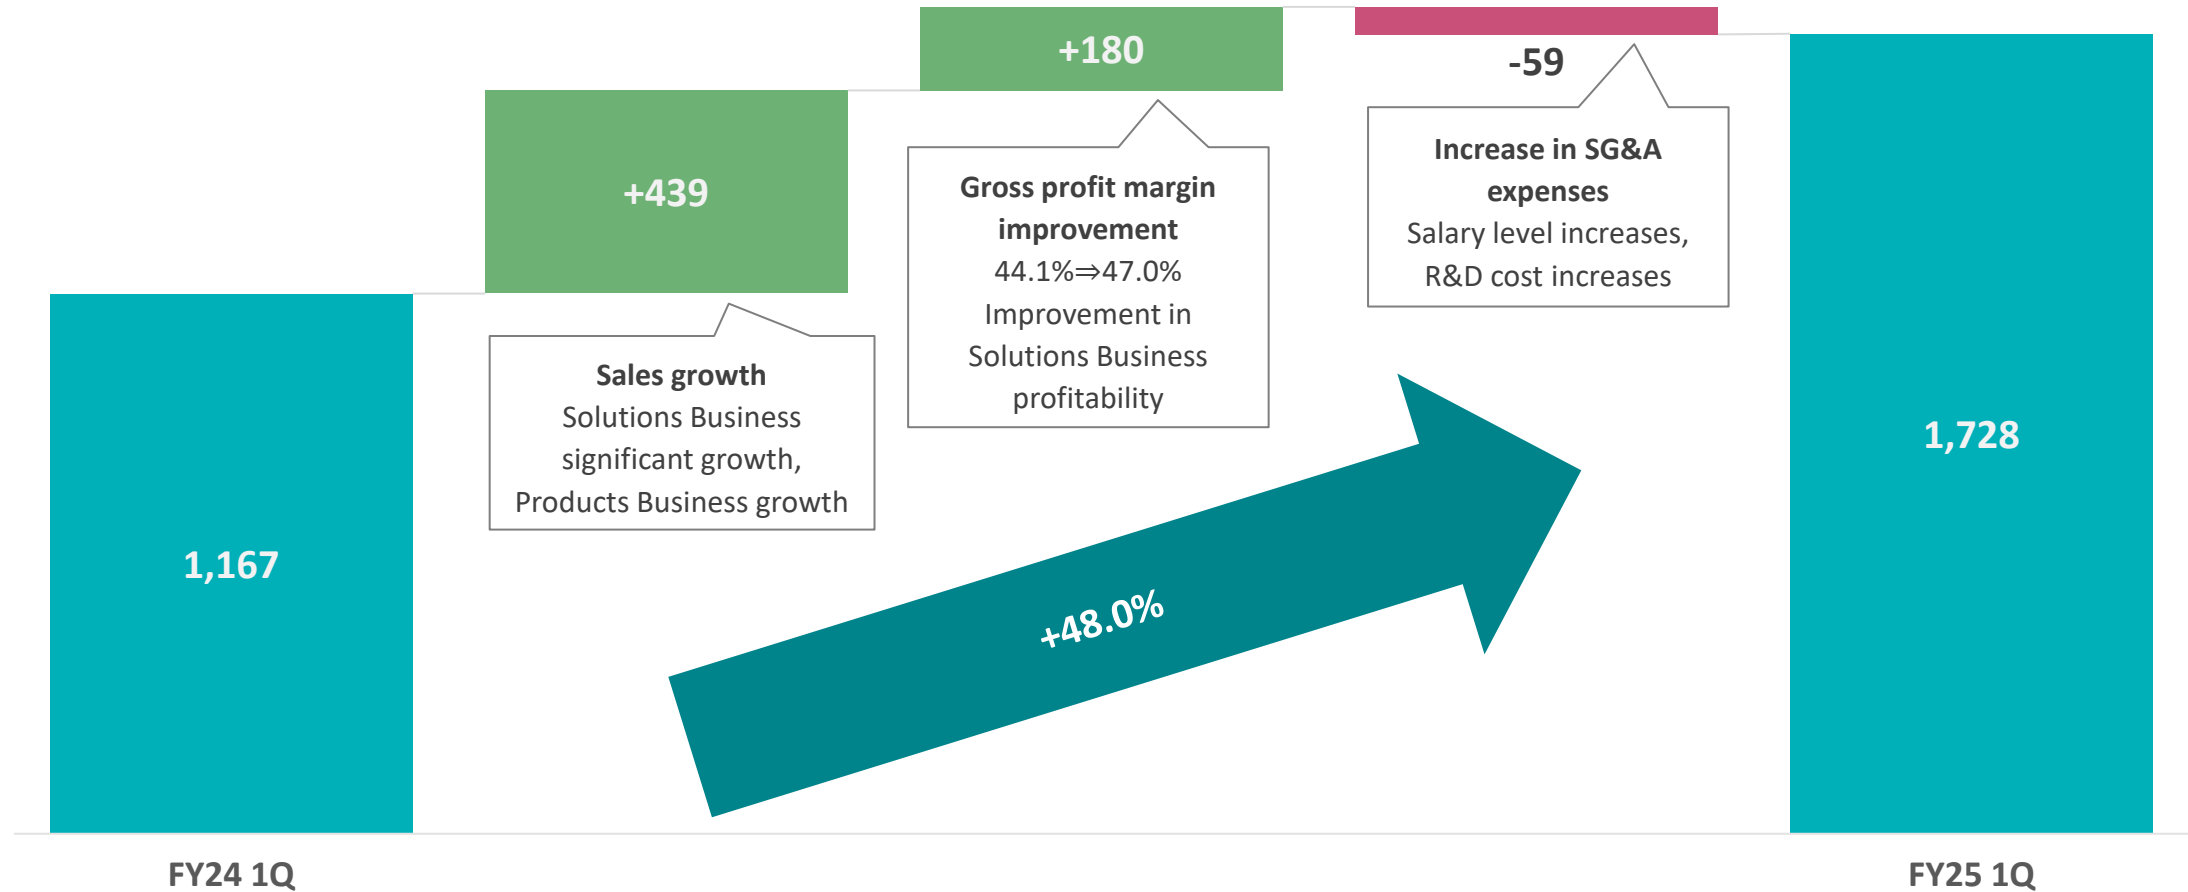 +180
-59
+439
Increase in SG&A
expenses
Salary level increases,
R&D cost increases
Gross profit margin
improvement
44.1%⇒47.0%
Improvement in
Solutions Business
profitability
Sales growth
Solutions Business
significant growth,
Products Business growth
1,167
+48.0%
1,728
FY24 1Q
FY25 1Q